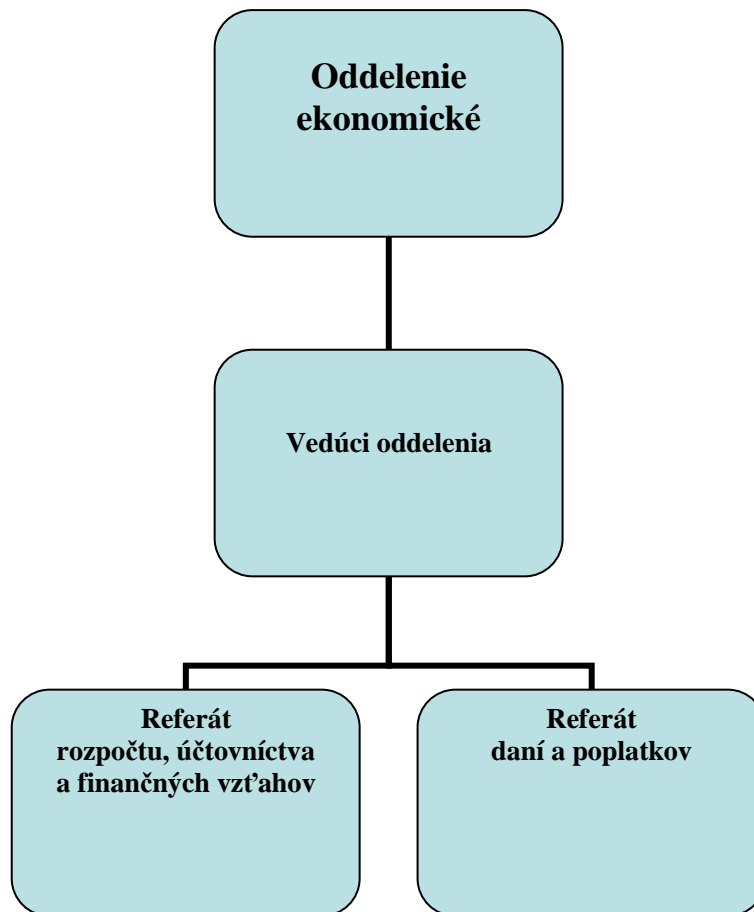 Oddelenie
ekonomické
Vedúci oddelenia
Referát
rozpočtu, účtovníctva
a finančných vzťahov
Referát
daní a poplatkov